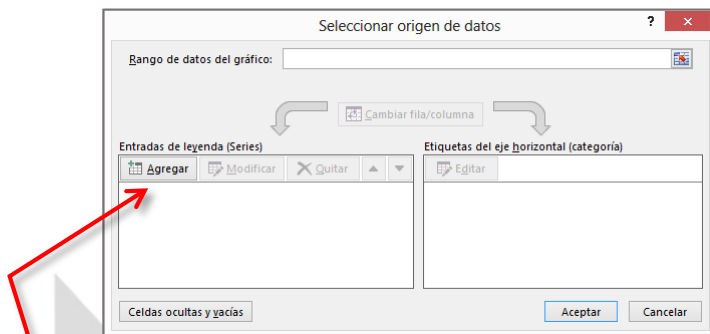 Seleccionar origen de datos
Rango de datos del gráfico:
Cambiar fila/columna
Entradas de leyenda (Series)
Etiquetas del eje horizontal (categoría)
Agregar Modificar Quitar
Editar
Celdas ocultas y vacías
Aceptar Cancelar